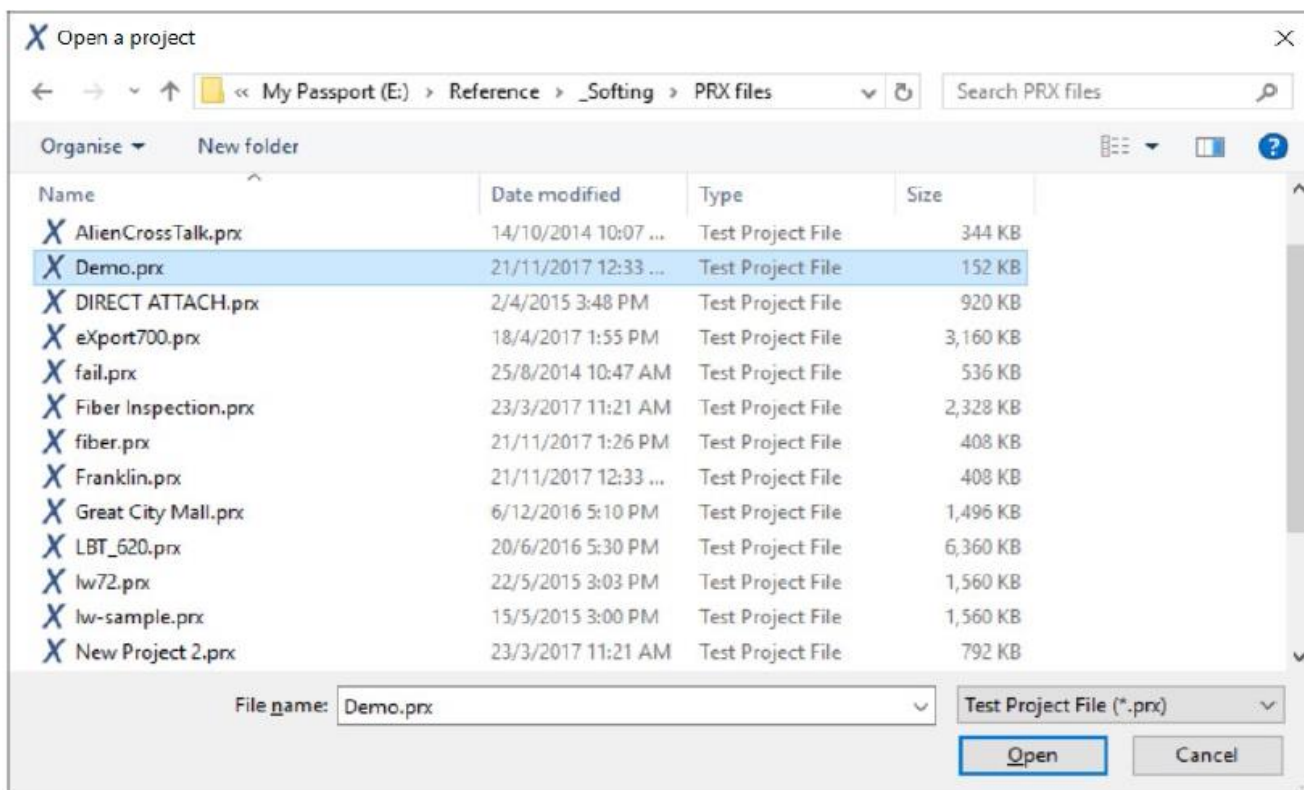 Open a project
« My Passport (E:) > Reference > _Softing > PRX files Search PRX files
Organise New folder
Name Date modified Type Size
AlienCrossTalk.prx 14/10/2014 10:07 ... Test Project File 344 KB
Demo.prx 21/11/2017 12:33 ... Test Project File 152 KB
DIRECT ATTACH.prx 2/4/2015 3:48 PM Test Project File 920 KB
eXport700.prx 18/4/2017 1:55 PM Test Project File 3,160 KB
fail.prx 25/8/2014 10:47 AM Test Project File 536 KB
Fiber Inspection.prx 23/3/2017 11:21 AM Test Project File 2,328 KB
fiber.prx 21/11/2017 1:26 PM Test Project File 408 KB
Franklin.prx 21/11/2017 12:33 ... Test Project File 408 KB
Great City Mall.prx 6/12/2016 5:10 PM Test Project File 1,496 KB
LBT_620.prx 20/6/2016 5:30 PM Test Project File 6,360 KB
lw72.prx 22/5/2015 3:03 PM Test Project File 1,560 KB
lw-sample.prx 15/5/2015 3:00 PM Test Project File 1,560 KB
New Project 2.prx 23/3/2017 11:21 AM Test Project File 792 KB
File name: Demo.prx Test Project File (*.prx)
Open Cancel